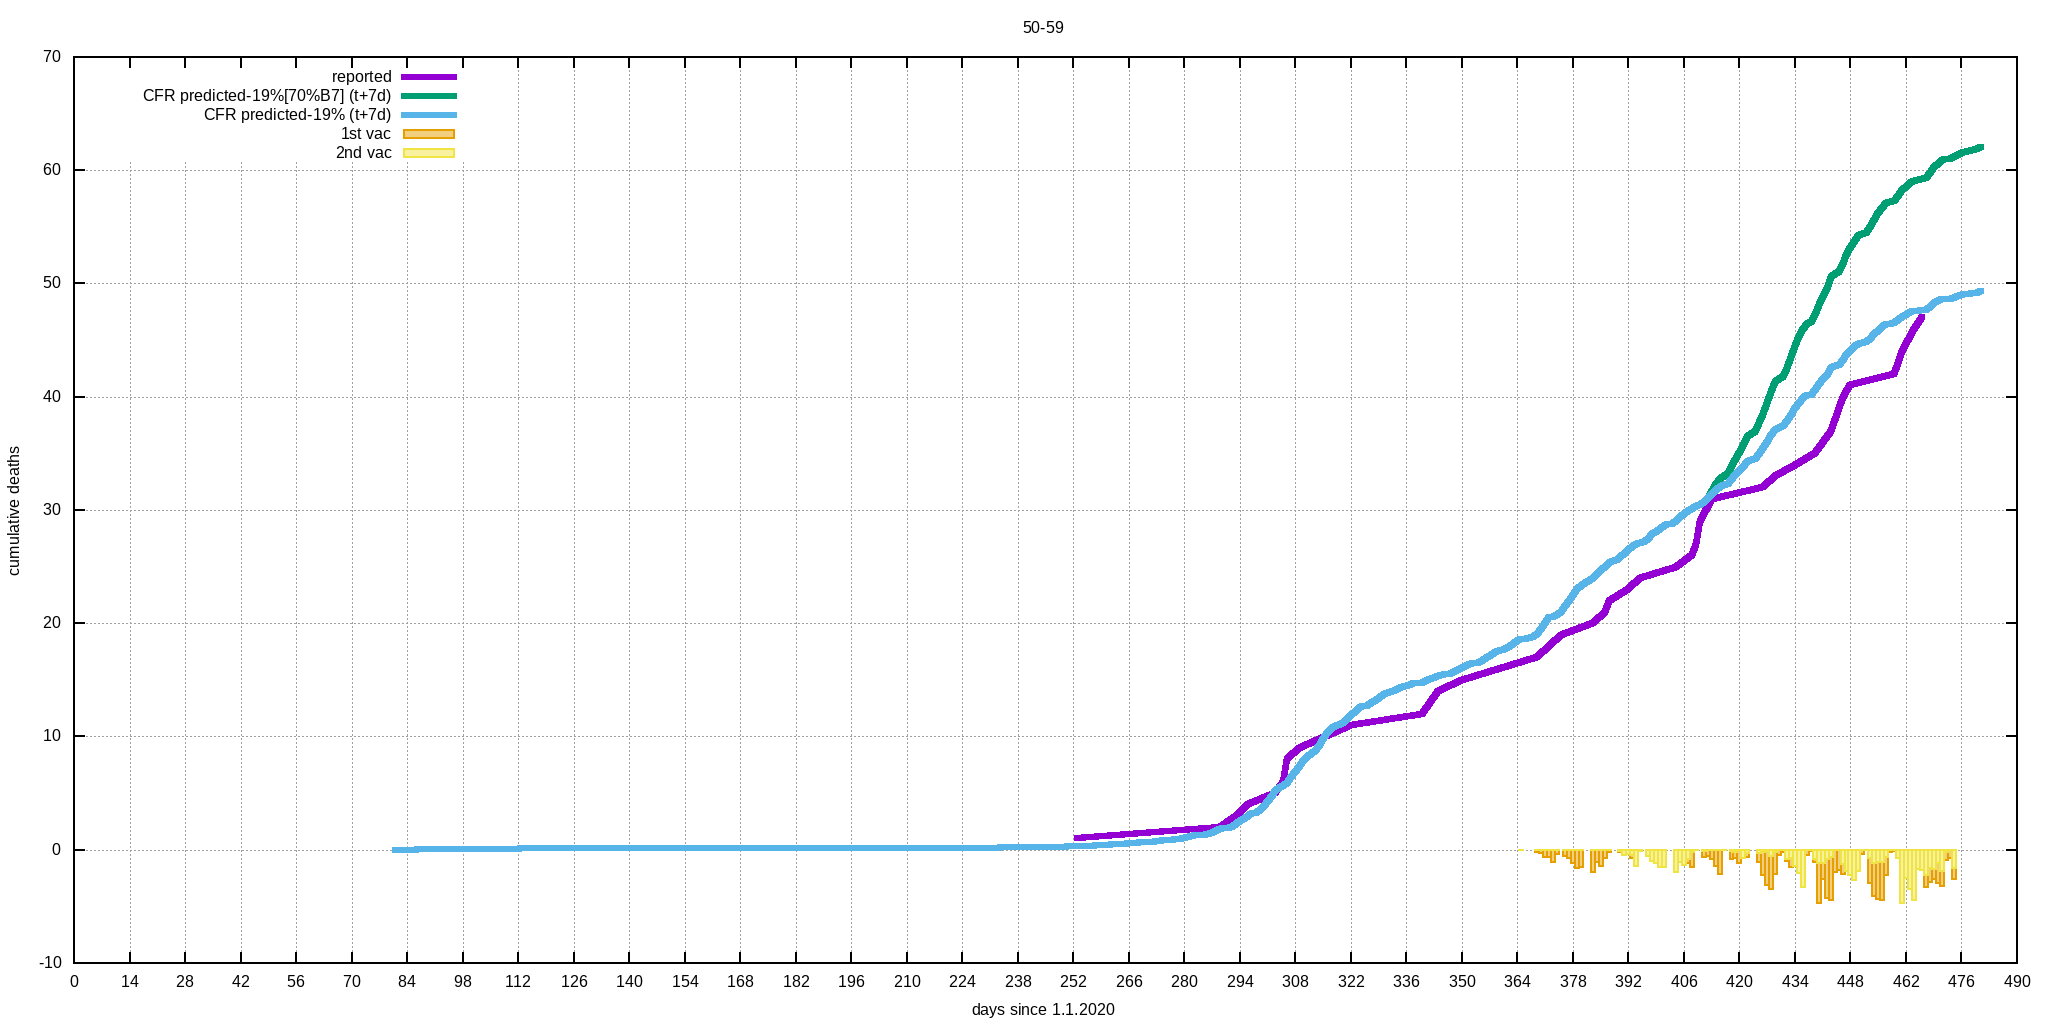 50-59
70
60
50
40
30
20
10
0
-10
cumulative deaths
reported
CFR predicted-19%[70%B7] (t+7d)
CFR predicted-19% (t+7d)
1st vac
2nd vac
0 14 28 42 56 70 84 98 112 126 140 154 168 182 196 210 224 238 252 266 280 294 308 322 336 350 364 378 392 406 420 434 448 462 476 490
days since 1.1.2020